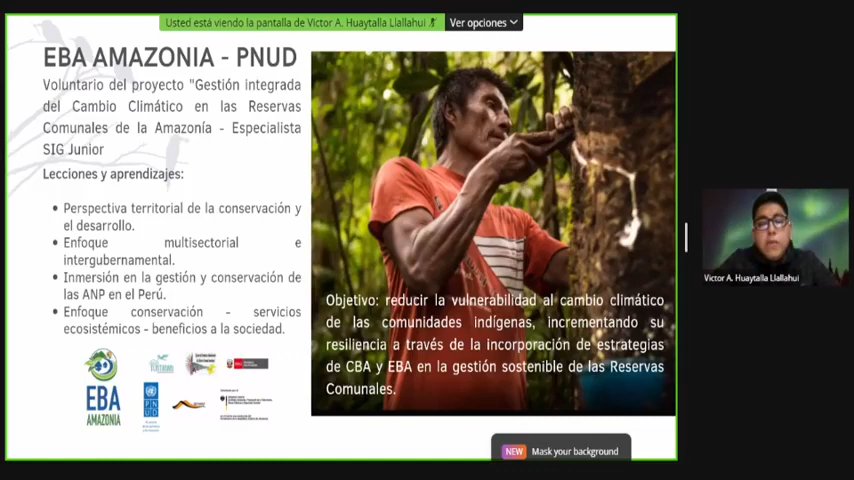 Usted está viendo la pantalla de Victor A. Huaytalla Llallahui
Ver opciones
EBA AMAZONIA - PNUD
Voluntario del proyecto "Gestión integrada
del Cambio Climático en las Reservas
Comunales de la Amazonía - Especialista
SIG Junior
Lecciones y aprendizajes:
• Perspectiva territorial de la conservación y
el desarrollo.
• Enfoque multisectorial e
intergubernamental.
• Inmersión en la gestión y conservación de
las ANP en el Perú.
• Enfoque conservación - servicios
ecosistémicos - beneficios a la sociedad.
EBA
AMAZONIA
P N
U D
Objetivo: reducir la vulnerabilidad al cambio climático
de las comunidades indígenas, incrementando su
resiliencia a través de la incorporación de estrategias
de CBA y EBA en la gestión sostenible de las Reservas
Comunales.
Victor A. Huaytalla Llallahui
NEW Mask your background